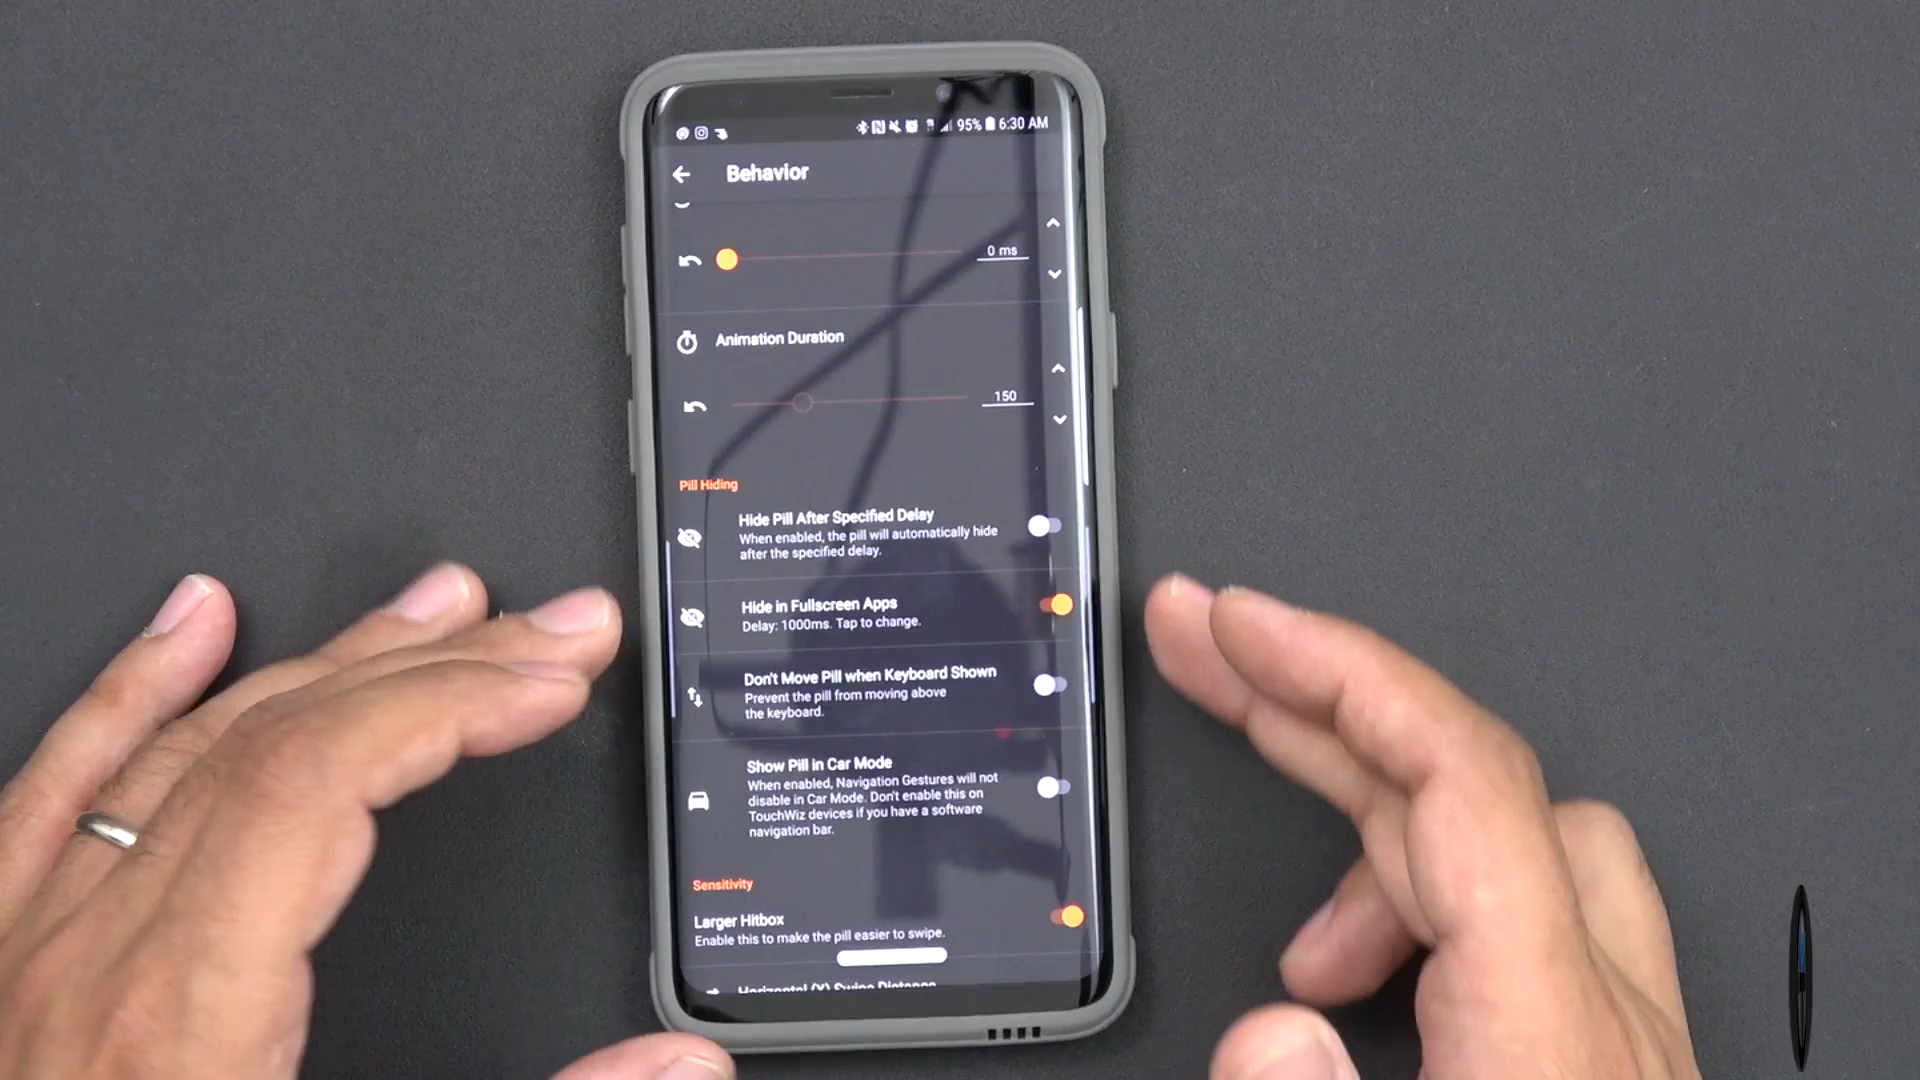 95% 6:30 AM
Behavior
0 ms
Animation Duration
150
Pill Hiding
Hide Pill After Specified Delay
When enabled, the pill will automatically hide
after the specified delay.
Hide in Fullscreen Apps
Delay: 1000ms. Tap to change.
Don't Move Pill when Keyboard Shown
Prevent the pill from moving above
the keyboard.
Show Pill in Car Mode
When enabled, Navigation Gestures will not
disable in Car Mode. Don't enable this on
TouchWiz devices if you have a software
navigation bar.
Sensitivity
Larger Hitbox
Enable this to make the pill easier to swipe.
Horizontal (X) Swipe Distance